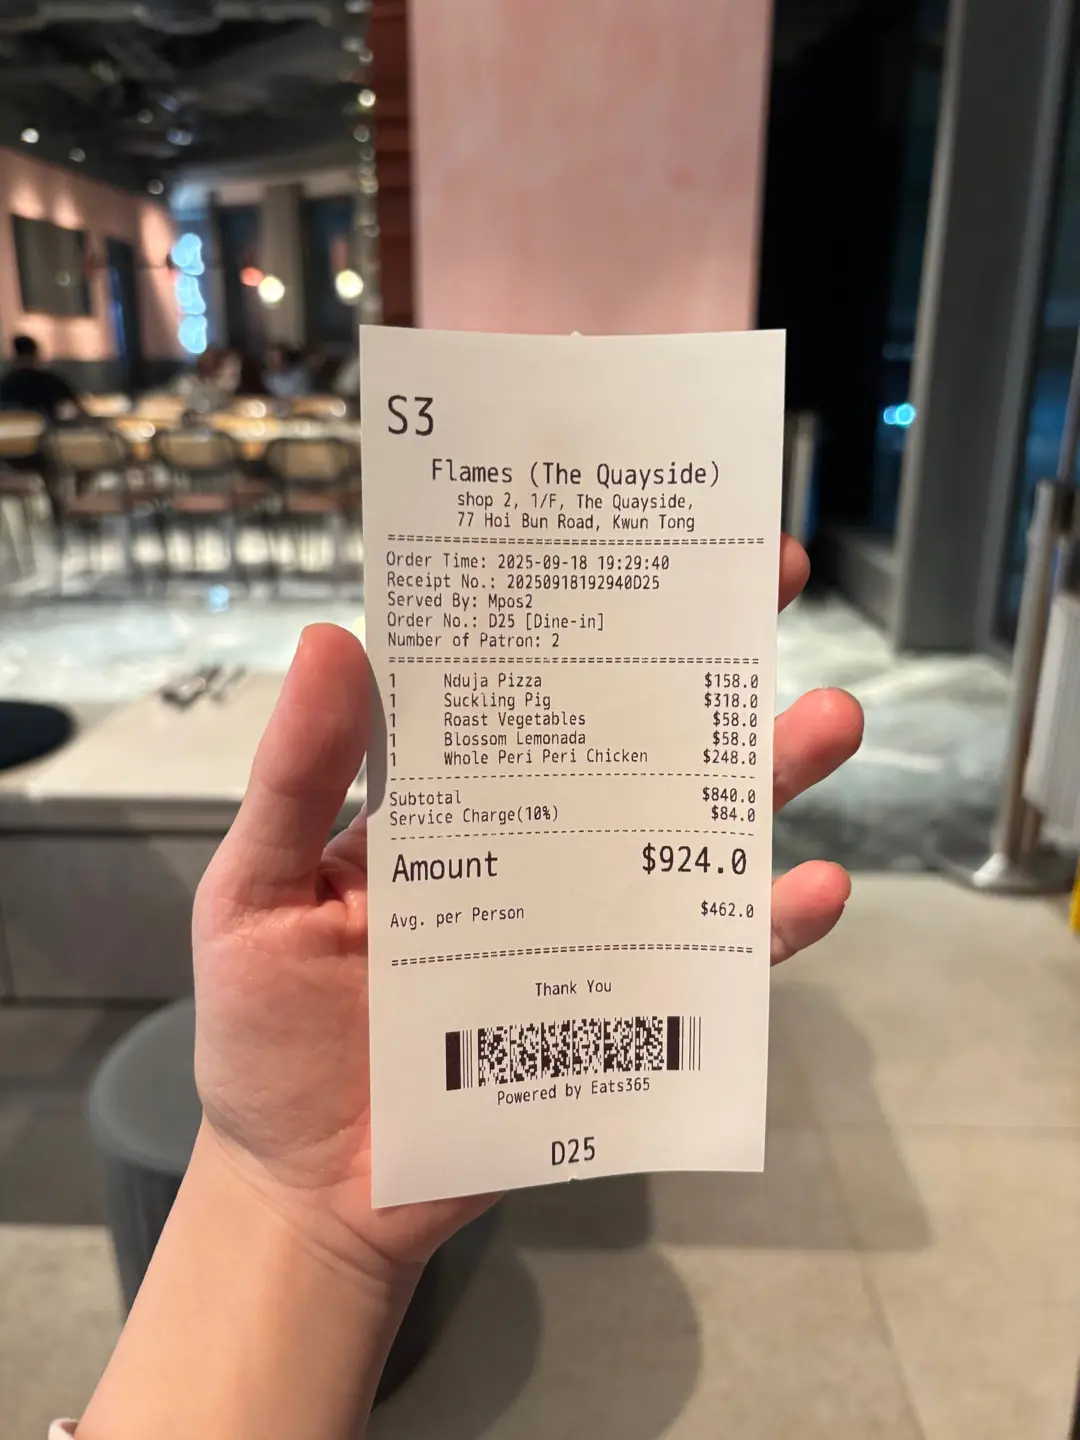 S3
Flames (The Quayside)
shop 2, 1/F, The Quayside,
77 Hoi Bun Road, Kwun Tong
Order Time: 2025-09-18 19:29:40
Receipt No.: 20250918192940D25
Served By: Mpos2
Order No.: D25 [Dine-in]
Number of Patron: 2
1 Nduja Pizza $158.0
1 Suckling Pig $318.0
1 Roast Vegetables $58.0
1 Blossom Lemonada $58.0
1 Whole Peri Peri Chicken $248.0
Subtotal $840.0
Service Charge(10%) $84.0
Amount $924.0
Avg. per Person $462.0
Thank You
Powered by Eats365
D25